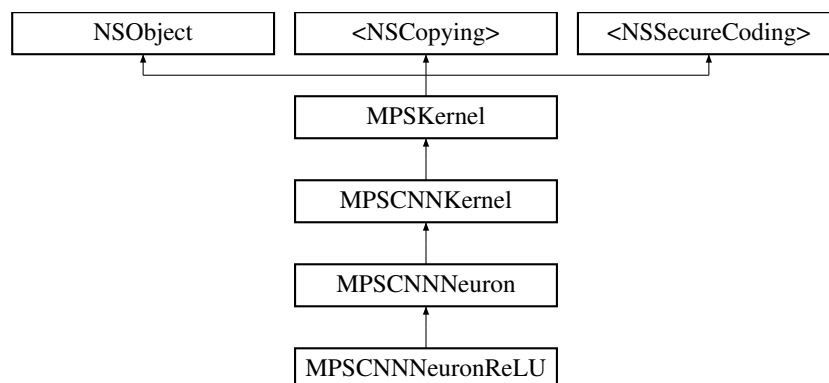 NSObject
<NSCopying>
<NSSecureCoding>
MPSKernel
MPSCNNKernel
MPSCNNNeuron
MPSCNNNeuronReLU